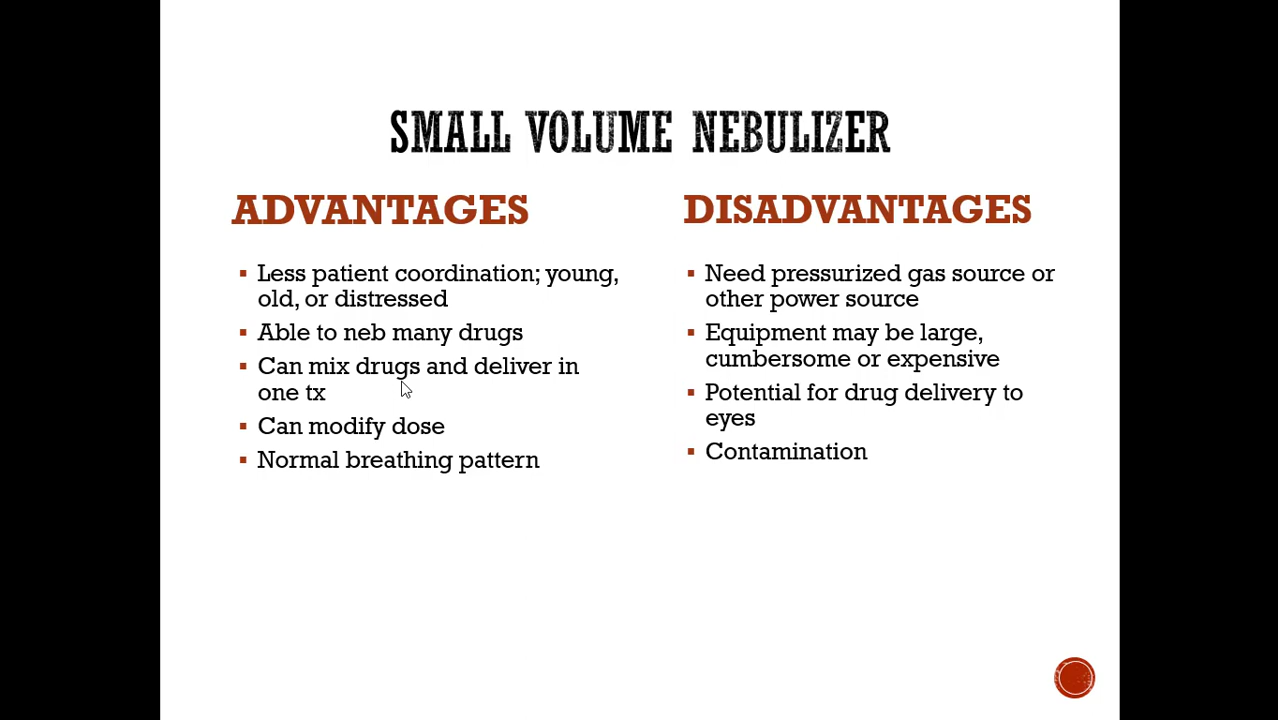 SMALL VOLUME NEBULIZER
ADVANTAGES
▪ Less patient coordination; young,
old, or distressed
▪ Able to neb many drugs
▪ Can mix drugs and deliver in
one tx
▪ Can modify dose
▪ Normal breathing pattern
DISADVANTAGES
▪ Need pressurized gas source or
other power source
▪ Equipment may be large,
cumbersome or expensive
▪ Potential for drug delivery to
eyes
▪ Contamination